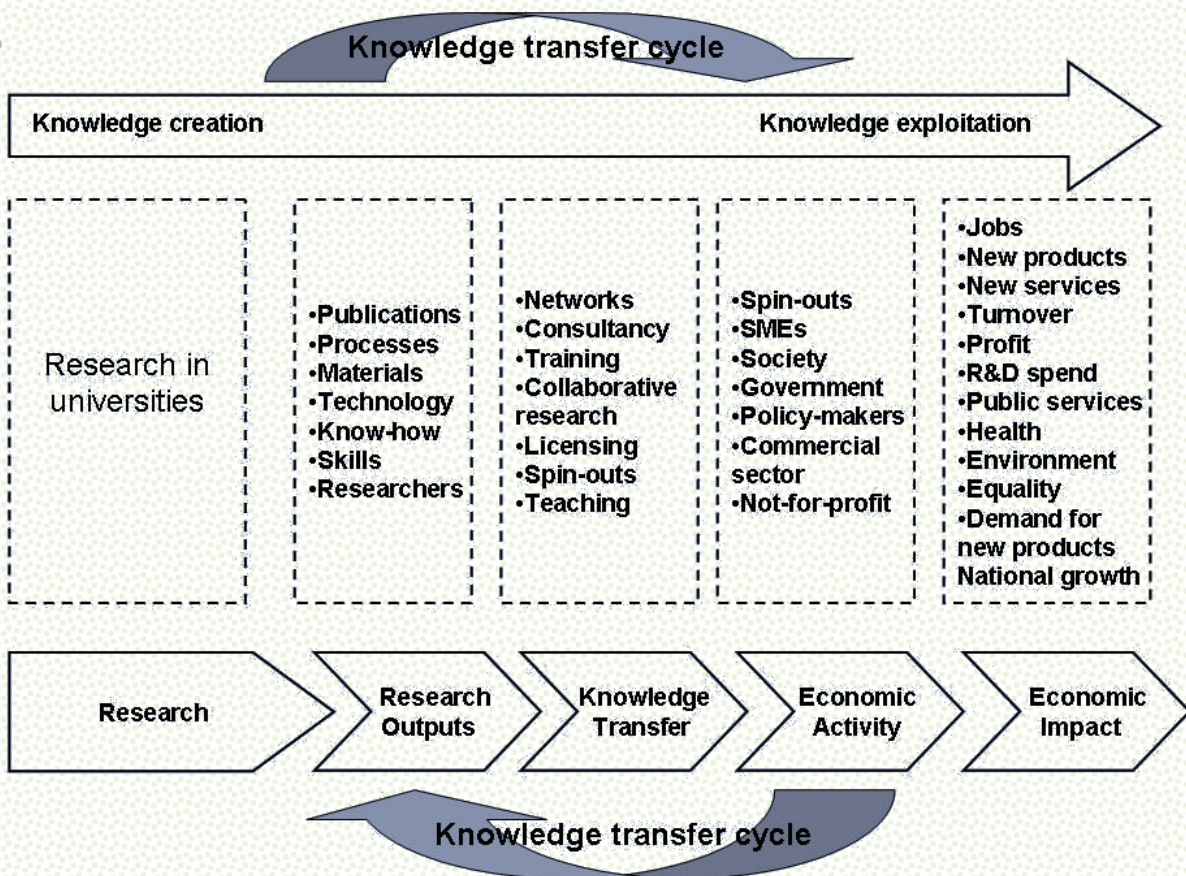 Knowledge transfer cycle
Knowledge creation
Knowledge exploitation
Research in
universities
•Publications
•Processes
•Materials
•Technology
•Know-how
•Skills
•Researchers
•Networks
•Consultancy
•Training
•Collaborative
research
•Licensing
•Spin-outs
•Teaching
•Spin-outs
•SMEs
•Society
•Government
•Policy-makers
•Commercial
sector
•Not-for-profit
•Jobs
•New products
•New services
•Turnover
•Profit
•R&D spend
•Public services
•Health
•Environment
•Equality
•Demand for
new products
National growth
Research
Research
Outputs
Knowledge
Transfer
Economic
Activity
Economic
Impact
Knowledge transfer cycle